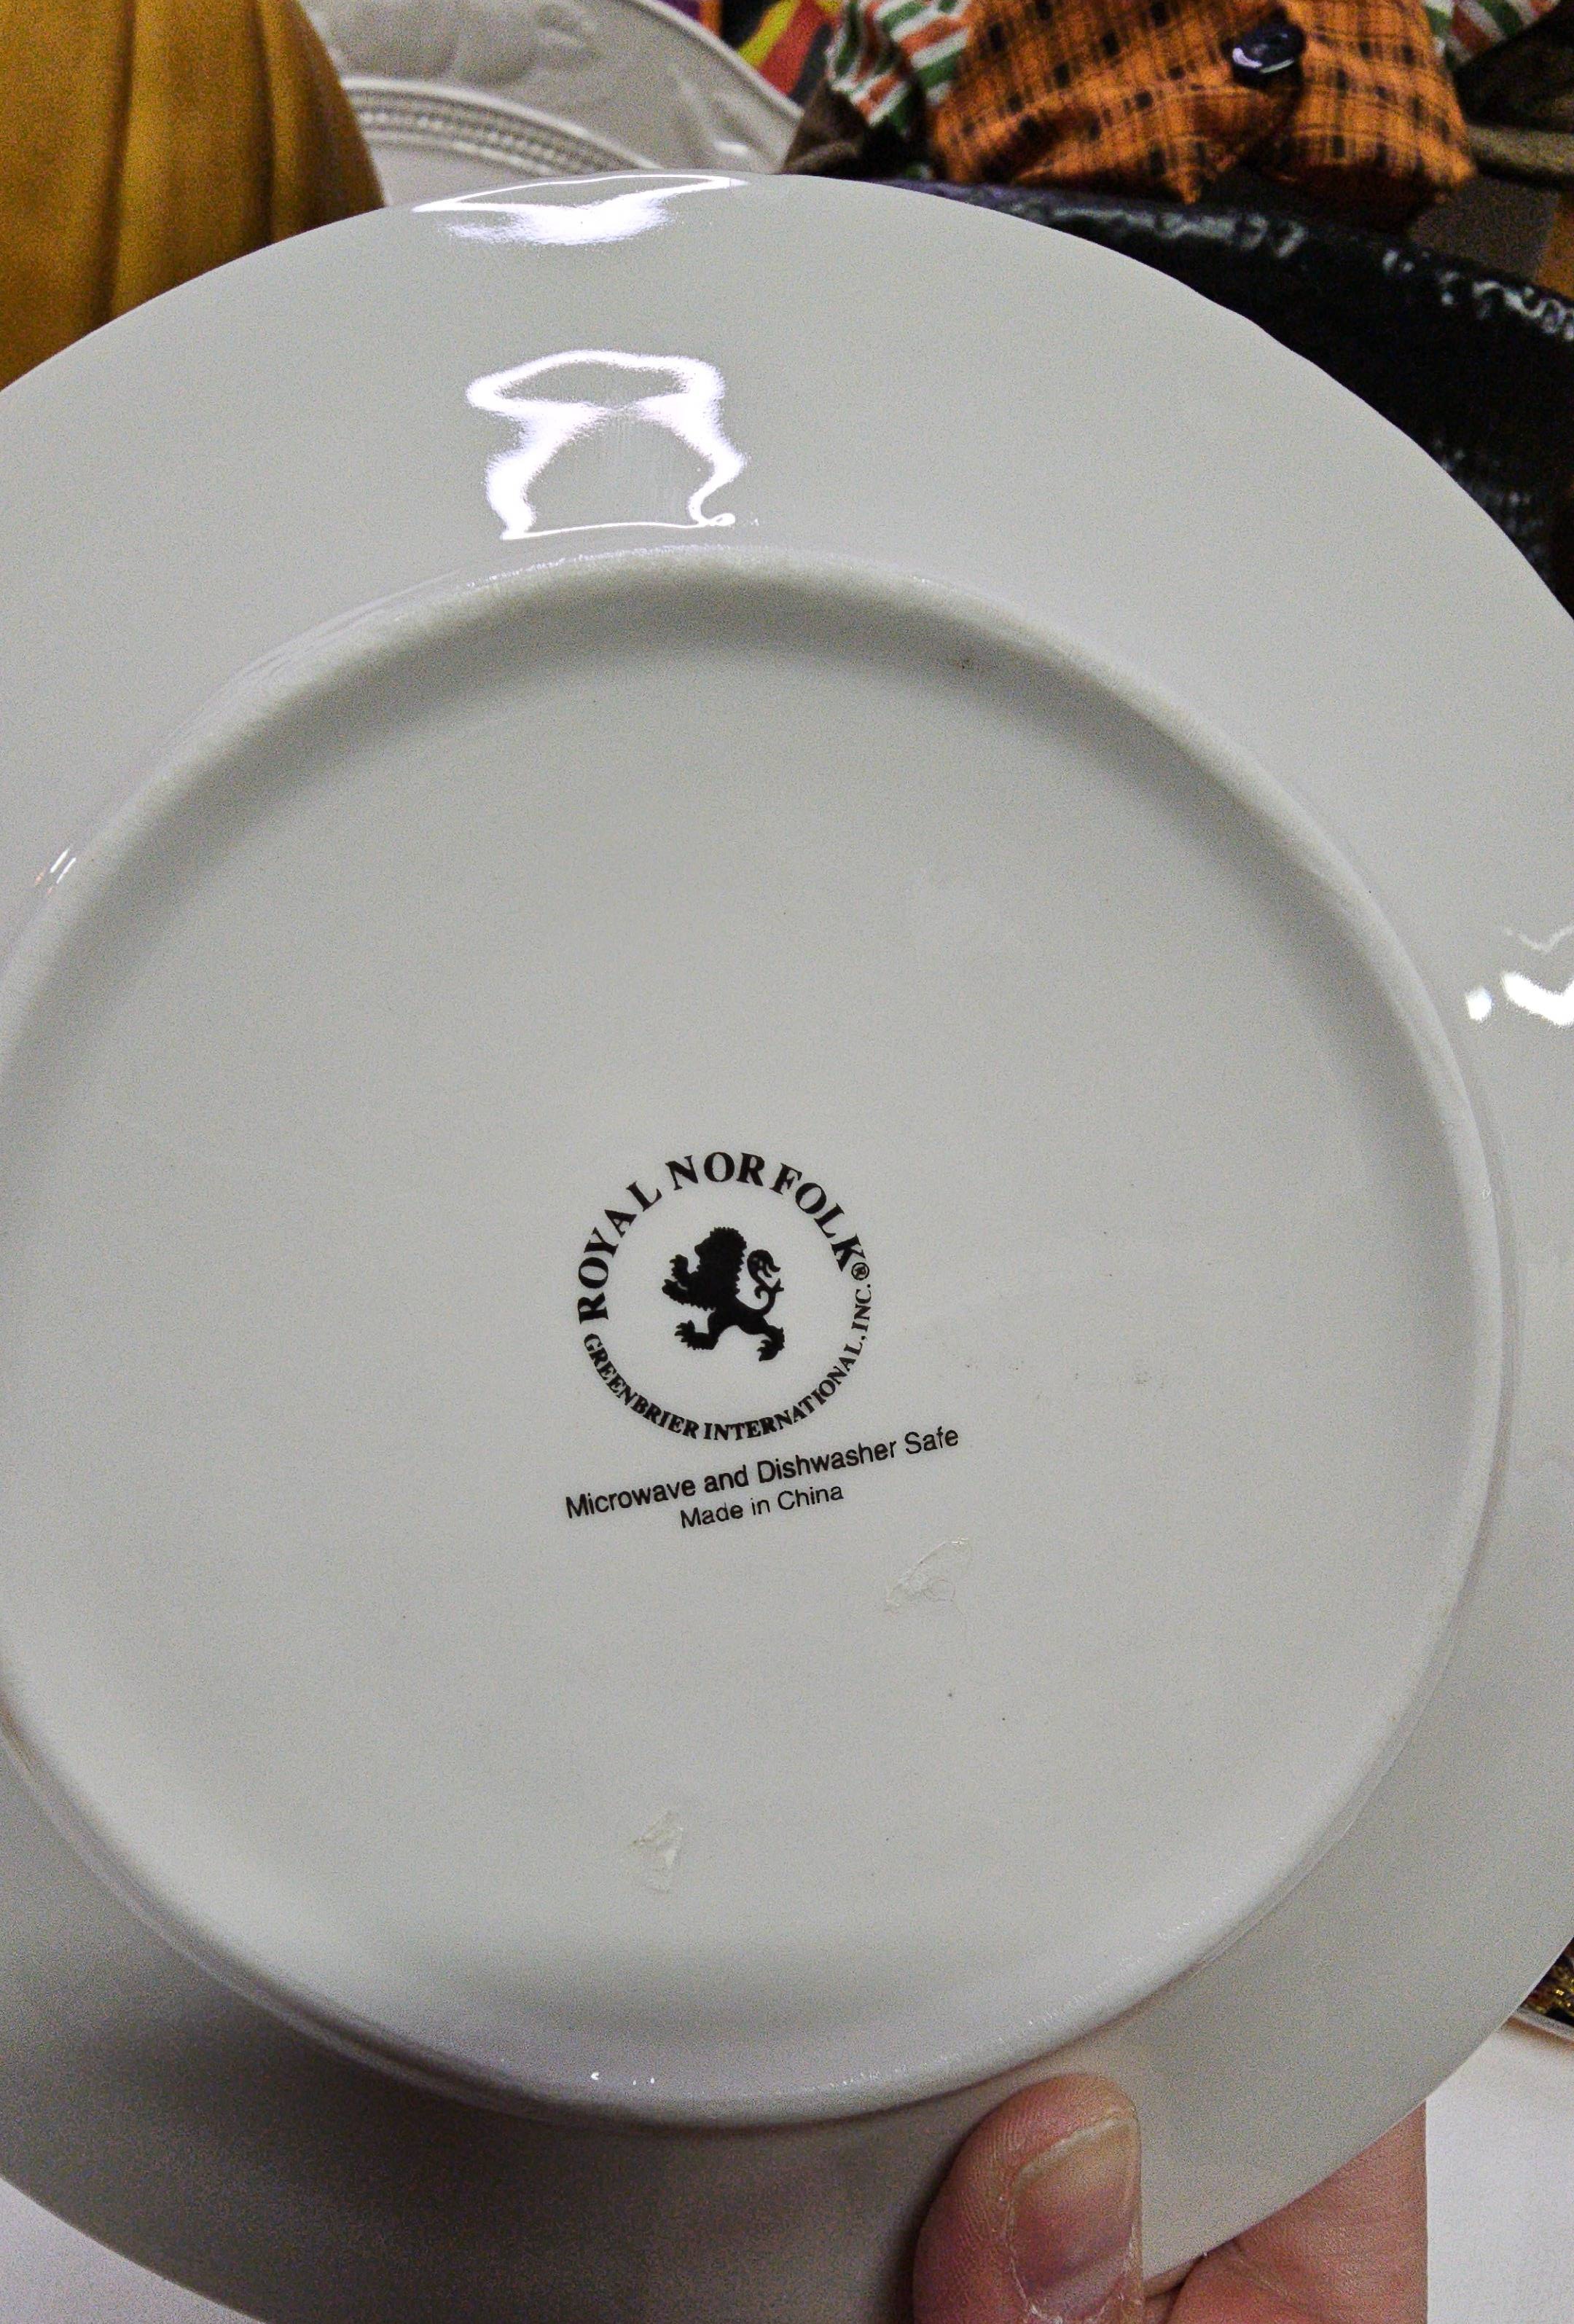 ROYAL NORFOLK®
GREENBRIER INTERNATIONAL, INC.
Microwave and Dishwasher Safe
Made in China